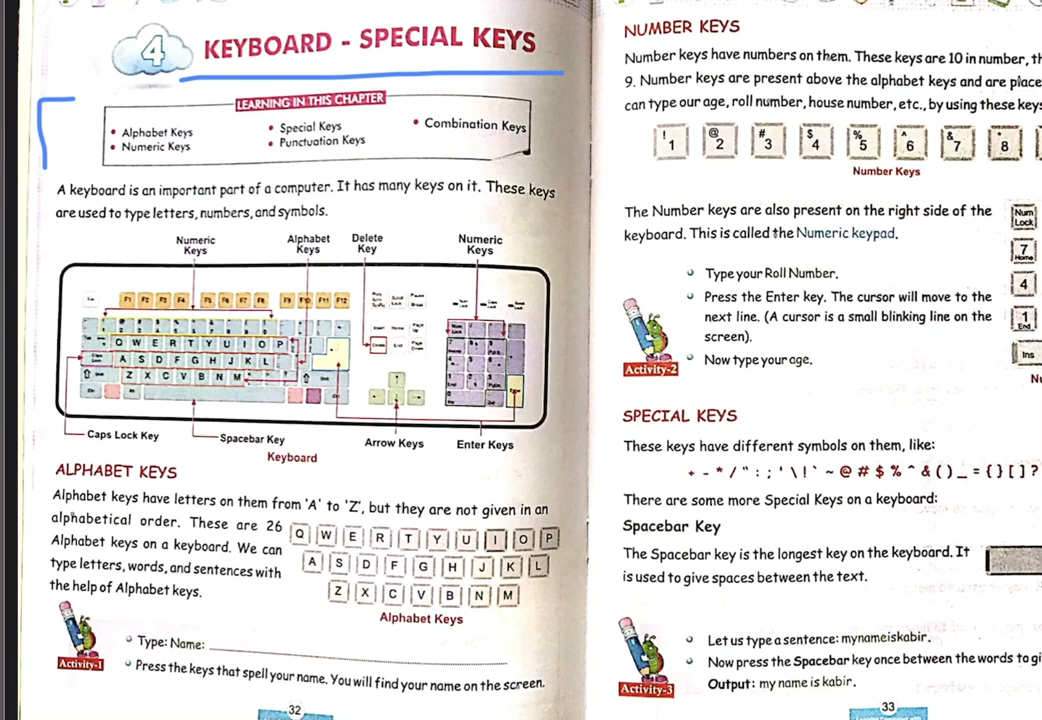 4
KEYBOARD - SPECIAL KEYS
LEARNING IN THIS CHAPTER
• Alphabet Keys
• Numeric Keys
• Special Keys
• Punctuation Keys
• Combination Keys
A keyboard is an important part of a computer. It has many keys on it. These keys
are used to type letters, numbers, and symbols.
Numeric Keys
Alphabet Keys
Delete Key
Numeric Keys
F1 F2 F3 F4 F5 F6 F7 F8 F9 F10 F11 F12
Q W E R T Y U I O P
A S D F G H J K L
Z X C V B N M
Caps Lock Key
Spacebar Key
Arrow Keys
Enter Keys
Keyboard
ALPHABET KEYS
Alphabet keys have letters on them from 'A' to 'Z', but they are not given in an
alphabetical order. These are 26
Alphabet keys on a keyboard. We can
type letters, words, and sentences with
the help of Alphabet keys.
Q W E R T Y U I O P
A S D F G H J K L
Z X C V B N M
Alphabet Keys
Activity-1
Type: Name:
Press the keys that spell your name. You will find your name on the screen.
32
NUMBER KEYS
Number keys have numbers on them. These keys are 10 in number, th
9. Number keys are present above the alphabet keys and are place
can type our age, roll number, house number, etc., by using these keys
! 1 @ 2 # 3 $ 4 % 5 ^ 6 & 7 * 8
Number Keys
The Number keys are also present on the right side of the
keyboard. This is called the Numeric keypad.
Num Lock
7 Home
4
1 End
Ins
Nu
Activity-2
Type your Roll Number.
Press the Enter key. The cursor will move to the
next line. (A cursor is a small blinking line on the
screen).
Now type your age.
SPECIAL KEYS
These keys have different symbols on them, like:
+ - * / " : ; ' \ ! ` ~ @ # $ % ^ & ( ) _ = { } [ ] ?
There are some more Special Keys on a keyboard:
Spacebar Key
The Spacebar key is the longest key on the keyboard. It
is used to give spaces between the text.
Activity-3
Let us type a sentence: mynameiskabir.
Now press the Spacebar key once between the words to gi
Output: my name is kabir.
33